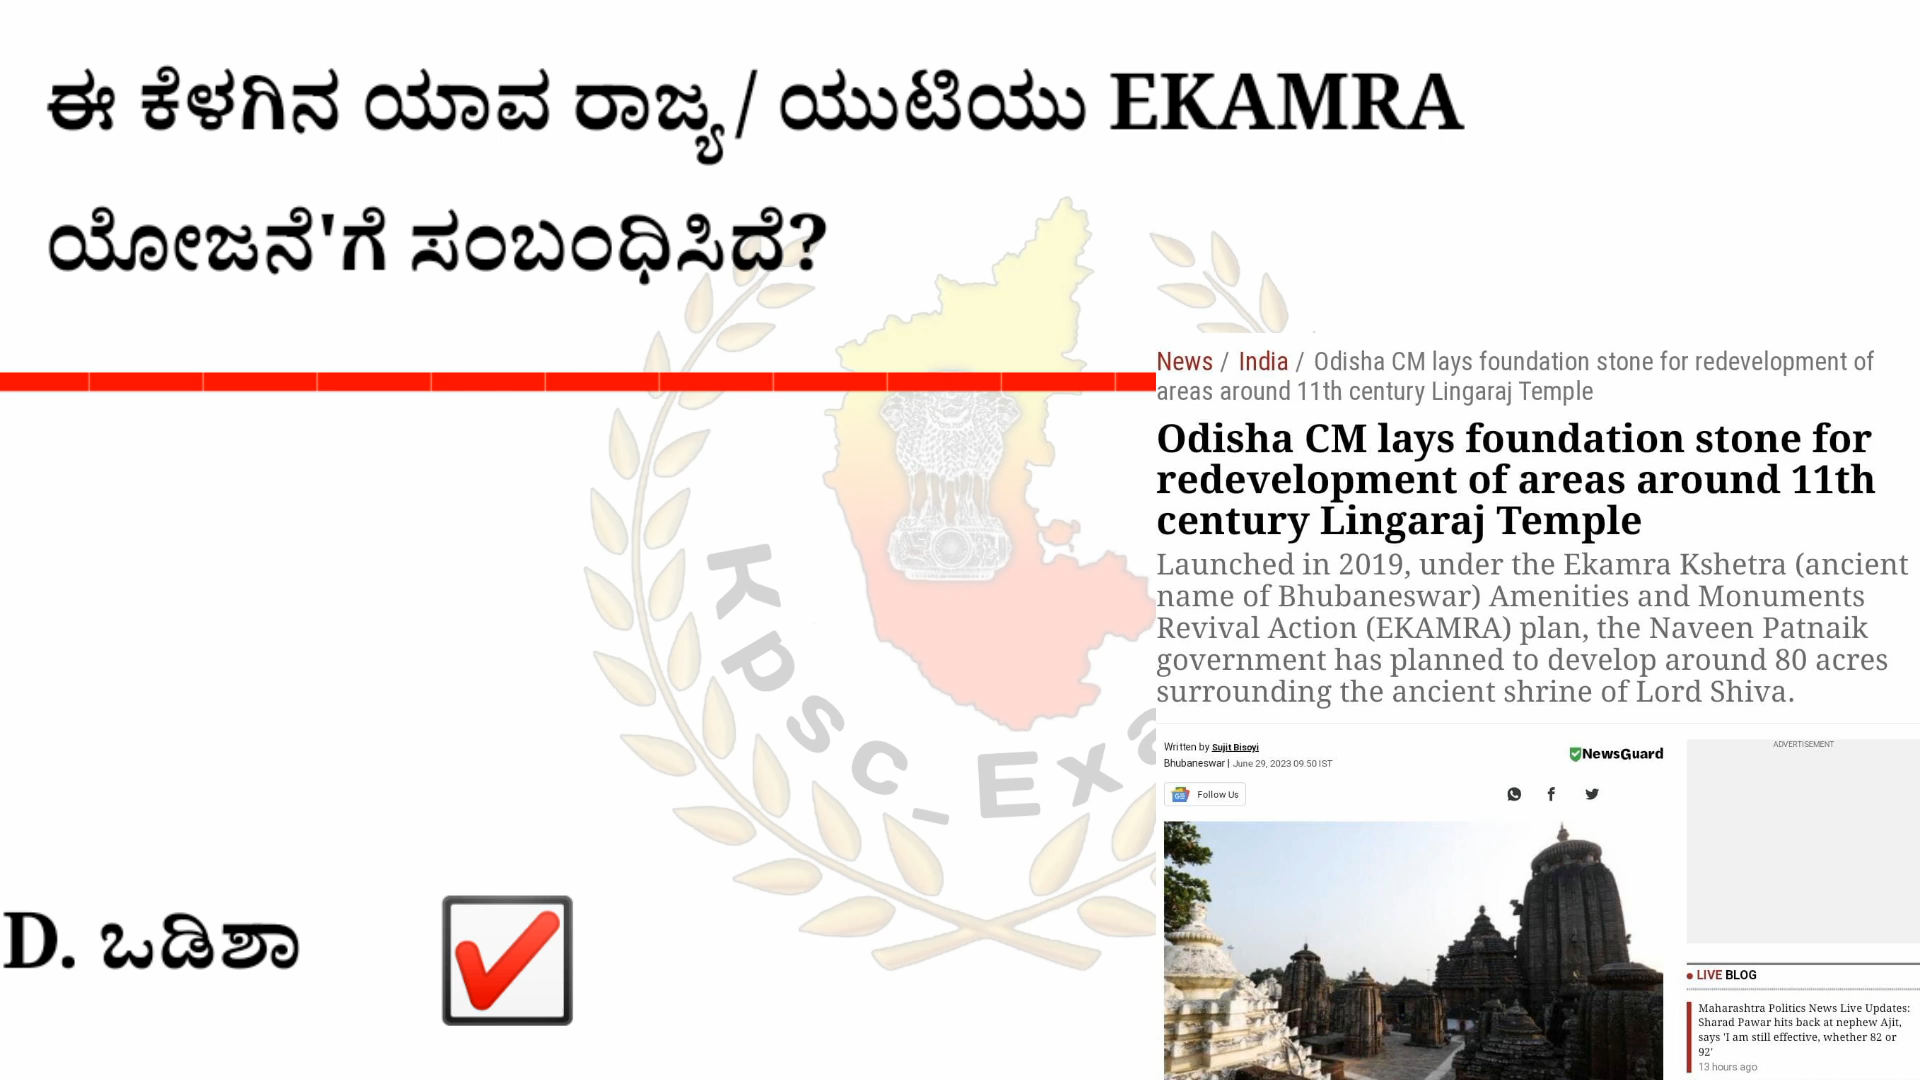 ಈ ಕೆಳಗಿನ ಯಾವ ರಾಜ್ಯ/ ಯುಟಿಯು EKAMRA
ಯೋಜನೆ'ಗೆ ಸಂಬಂಧಿಸಿದೆ?
News / India / Odisha CM lays foundation stone for redevelopment of
areas around 11th century Lingaraj Temple
Odisha CM lays foundation stone for
redevelopment of areas around 11th
century Lingaraj Temple
Launched in 2019, under the Ekamra Kshetra (ancient
name of Bhubaneswar) Amenities and Monuments
Revival Action (EKAMRA) plan, the Naveen Patnaik
government has planned to develop around 80 acres
surrounding the ancient shrine of Lord Shiva.
Written by Sujit Bisoyi
Bhubaneswar | June 29, 2023 09:50 IST
NewsGuard
ADVERTISEMENT
Follow Us
LIVE BLOG
Maharashtra Politics News Live Updates:
Sharad Pawar hits back at nephew Ajit,
says 'I am still effective, whether 82 or
92'
13 hours ago
D. ಒಡಿಶಾ
Kpsc_Exa